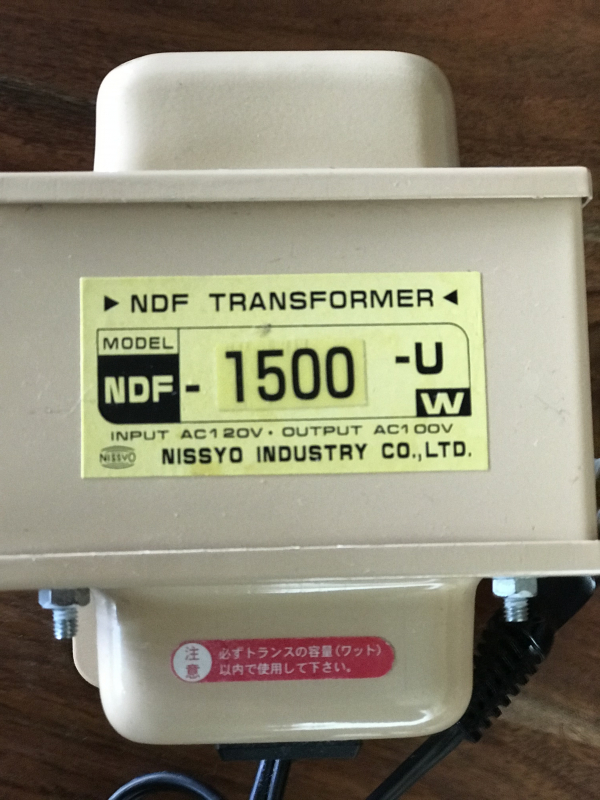 ▶ NDF TRANSFORMER ◀
MODEL
NDF- 1500 -U
W
INPUT AC120V・OUTPUT AC100V
NISSYO NISSYO INDUSTRY CO.,LTD.
注意
必ずトランスの容量(ワット)
以内で使用して下さい。